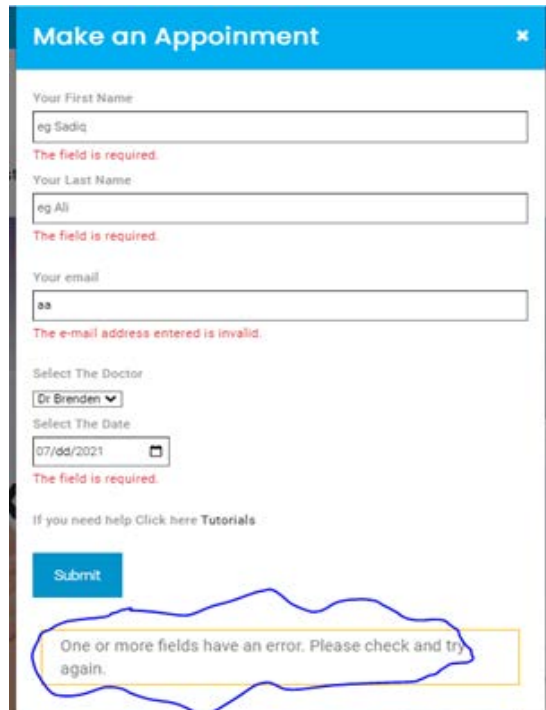 Make an Appoinment
×
Your First Name
eg Sadiq
The field is required.
Your Last Name
eg Ali
The field is required.
Your email
aa
The e-mail address entered is invalid.
Select The Doctor
Dr Brenden
Select The Date
07/dd/2021
The field is required.
If you need help Click here Tutorials
Submit
One or more fields have an error. Please check and try
again.